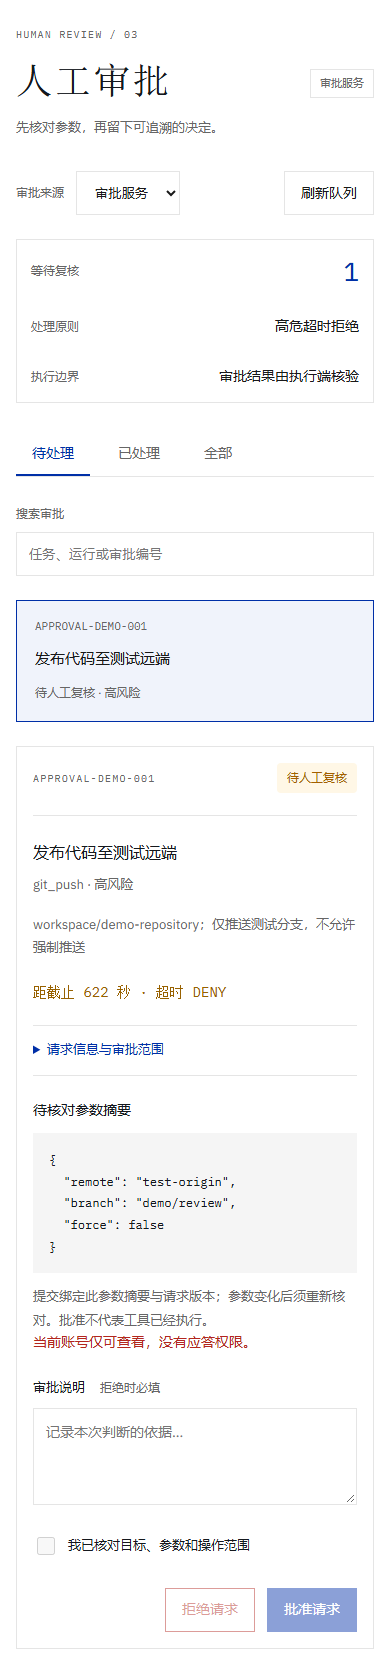 HUMAN REVIEW / 03
人工审批
审批服务
先核对参数，再留下可追溯的决定。
审批来源
审批服务
刷新队列
等待复核
1
处理原则
高危超时拒绝
执行边界
审批结果由执行端核验
待处理
已处理
全部
搜索审批
任务、运行或审批编号
APPROVAL-DEMO-001
发布代码至测试远端
待人工复核 · 高风险
APPROVAL-DEMO-001
待人工复核
发布代码至测试远端
git_push · 高风险
workspace/demo-repository；仅推送测试分支，不允许
强制推送
距截止 622 秒 · 超时 DENY
请求信息与审批范围
待核对参数摘要
{
"remote": "test-origin",
"branch": "demo/review",
"force": false
}
提交绑定此参数摘要与请求版本；参数变化后须重新核
对。批准不代表工具已经执行。
当前账号仅可查看，没有应答权限。
审批说明 拒绝时必填
记录本次判断的依据…
我已核对目标、参数和操作范围
拒绝请求
批准请求